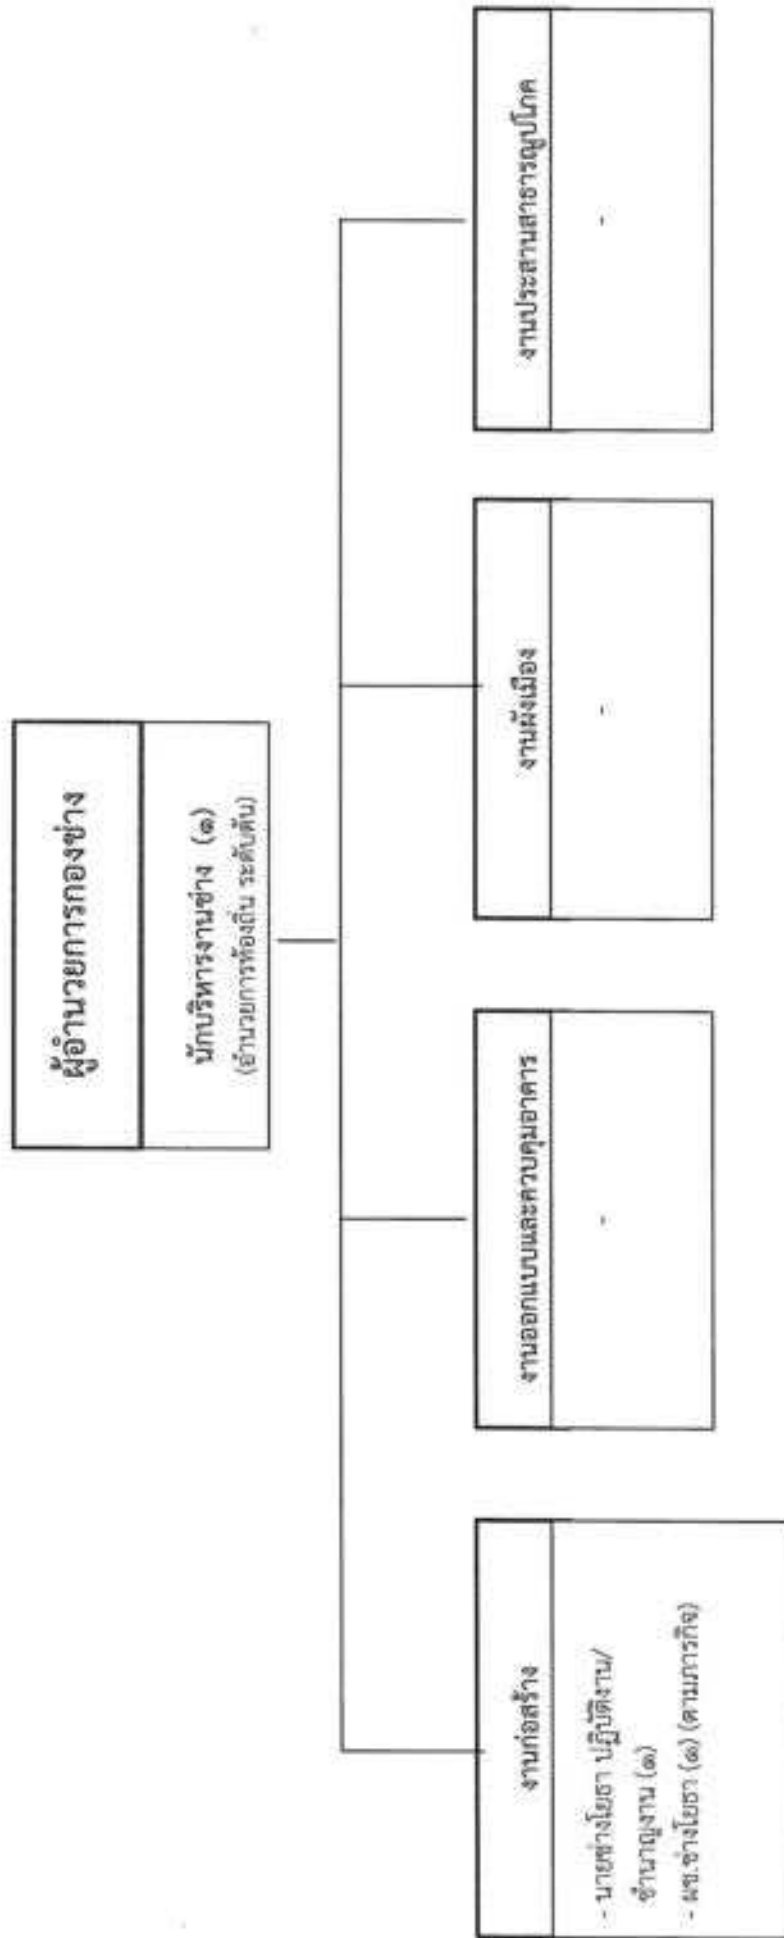 ผู้อำนวยการกองช่าง
นักบริหารงานช่าง (๑)
(อำนวยการท้องถิ่น ระดับต้น)
งานก่อสร้าง
- นายช่างโยธา ปฏิบัติงาน/
ชำนาญงาน (๑)
- ผช.ช่างโยธา (๑) (ตามภารกิจ)
งานออกแบบและควบคุมอาคาร
-
งานผังเมือง
-
งานประสานสาธารณูปโภค
-